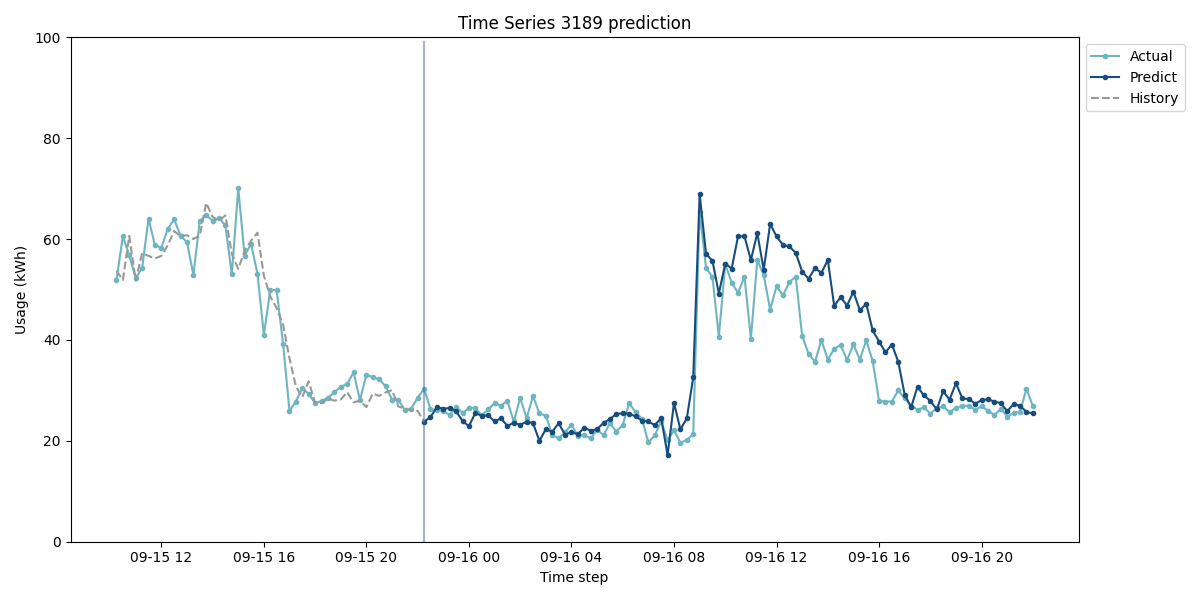 Time Series 3189 prediction
100
80
60
40
20
0
Usage (kWh)
09-15 12
09-15 16
09-15 20
09-16 00
09-16 04
09-16 08
09-16 12
09-16 16
09-16 20
Time step
Actual
Predict
History